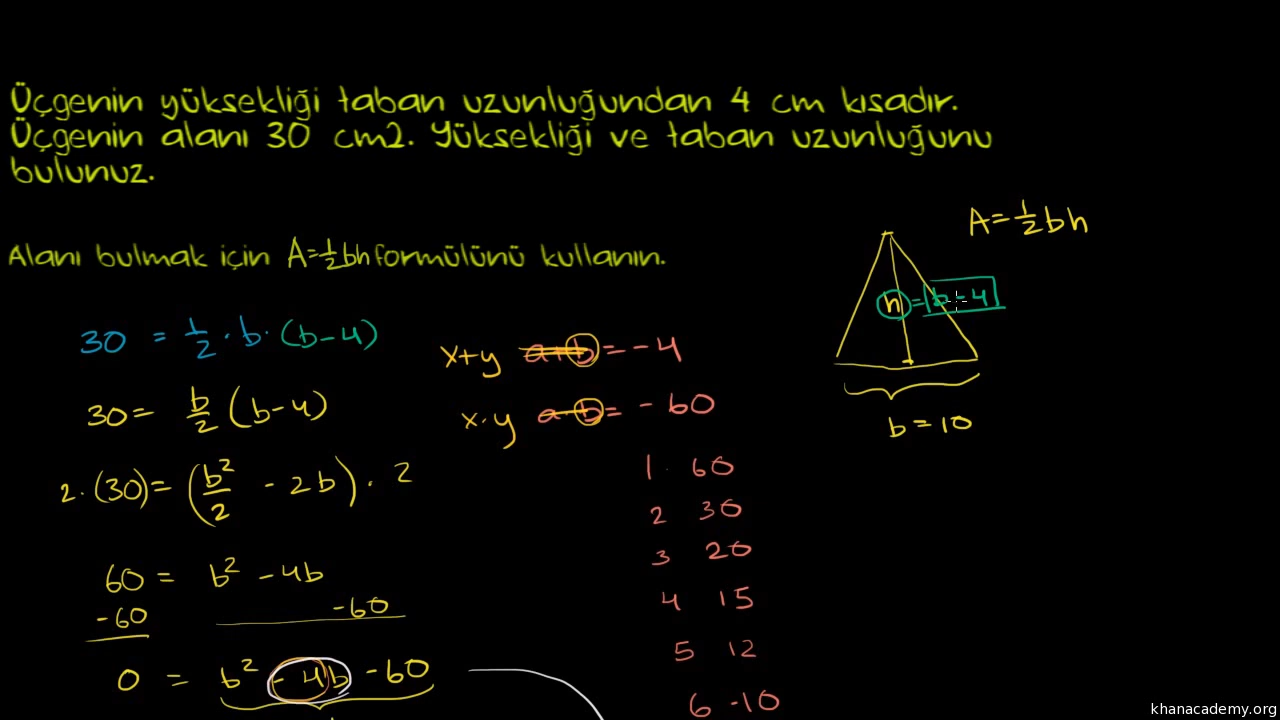 Üçgenin yüksekliği taban uzunluğundan 4 cm kısadır.
Üçgenin alanı 30 cm2. Yüksekliği ve taban uzunluğunu
bulunuz.
A=½bh
Alanı bulmak için A=½bh formülünü kullanın.
h=b-4
30 = ½·b·(b-4)
x+y a+b=-4
30= b/2 (b-4)
x·y a·b= -60
b=10
1 60
2·(30)=(b²/2 - 2b)·2
2 30
3 20
60 = b² -4b
4 15
-60 -60
5 12
0 = b² -4b -60
6 -10
khanacademy.org